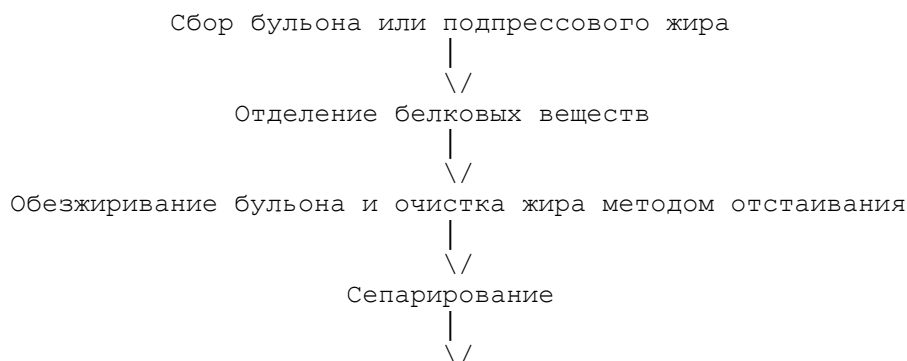 Сбор бульона или подпрессового жира
|
\/
Отделение белковых веществ
|
\/
Обезжиривание бульона и очистка жира методом отстаивания
|
\/
Сепарирование
|
\/